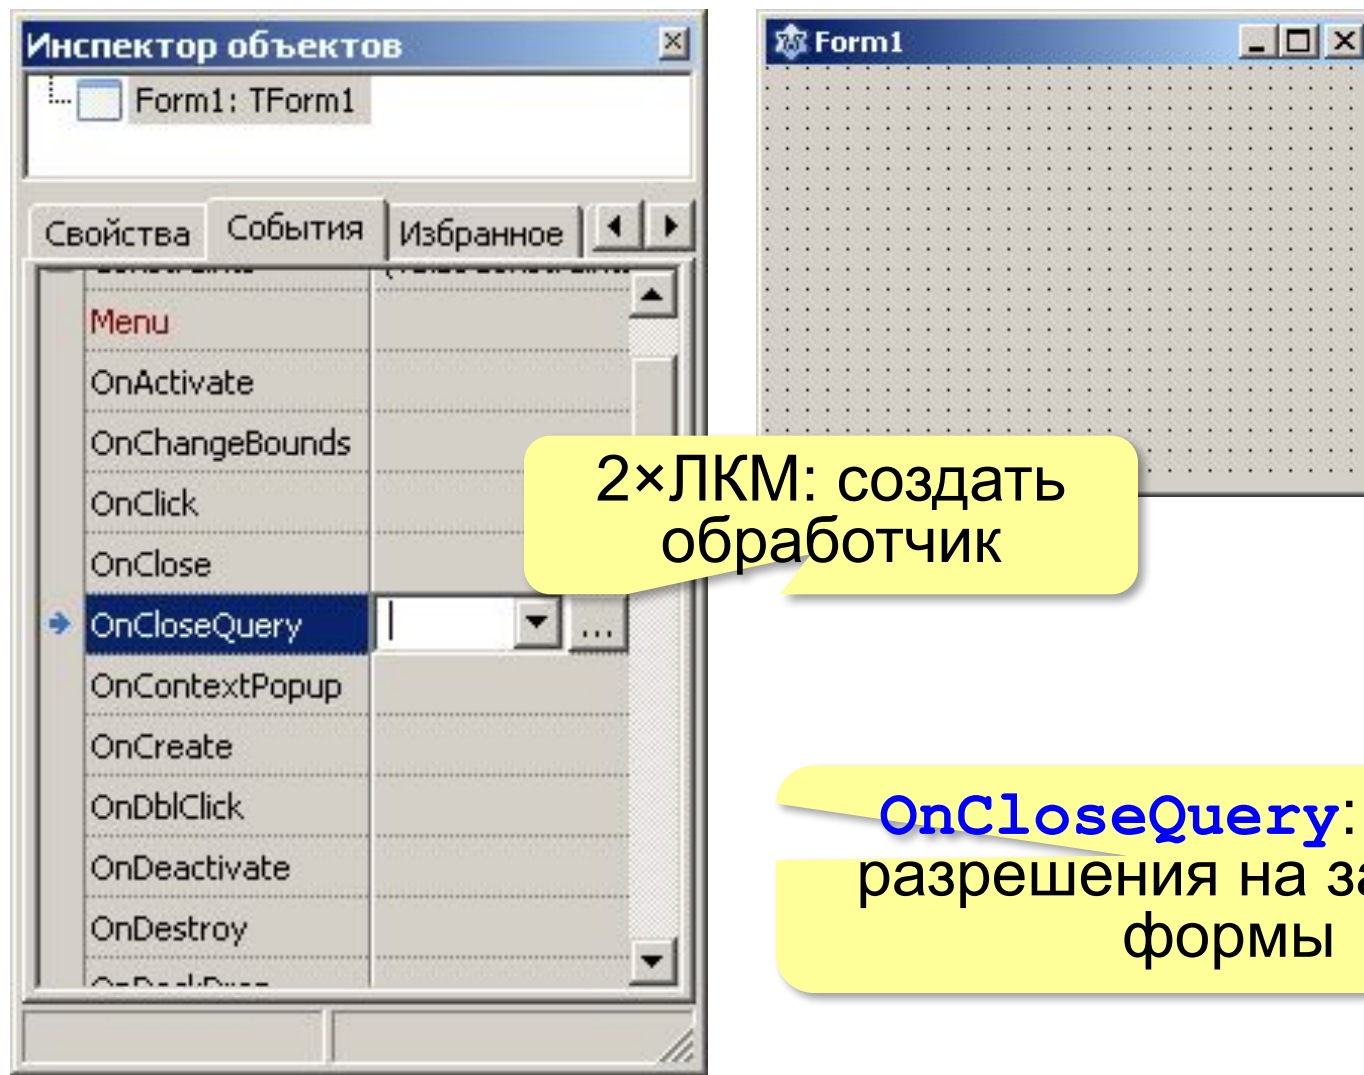 Инспектор объектов
Form1: TForm1
Свойства События Избранное
Menu
OnActivate
OnChangeBounds
OnClick
OnClose
OnCloseQuery ...
OnContextPopup
OnCreate
OnDblClick
OnDeactivate
OnDestroy
Form1
2×ЛКМ: создать
обработчик
OnCloseQuery:
разрешения на
формы